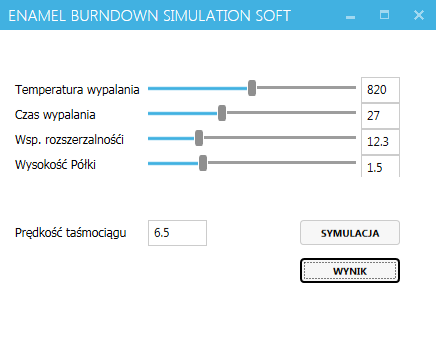 ENAMEL BURNDOWN SIMULATION SOFT
Temperatura wypalania 820
Czas wypalania 27
Wsp. rozszerzalnośći 12.3
Wysokość Półki 1.5
Prędkość taśmociągu 6.5 SYMULACJA
WYNIK